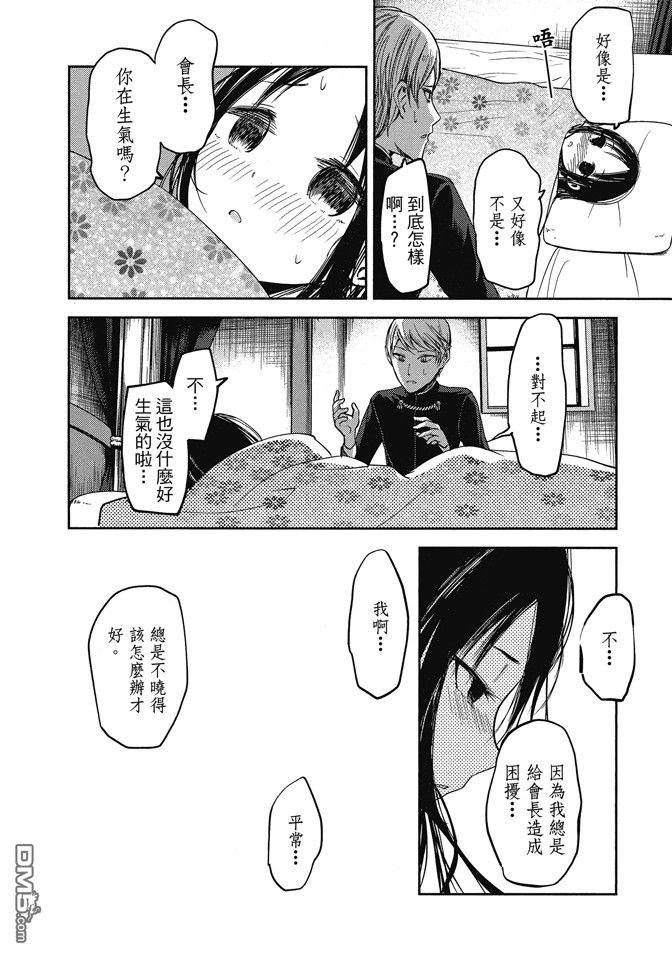 好像是…
唔…
又好像
不是…
到底怎樣
啊…？
會長…
你在生氣嗎？
…對不起…
不…
這也沒什麼好
生氣的啦…
不…
因為我總是
給會長造成
困擾…
我啊…
總是不曉得
該怎麼辦才
好。
平常…
DM5.com